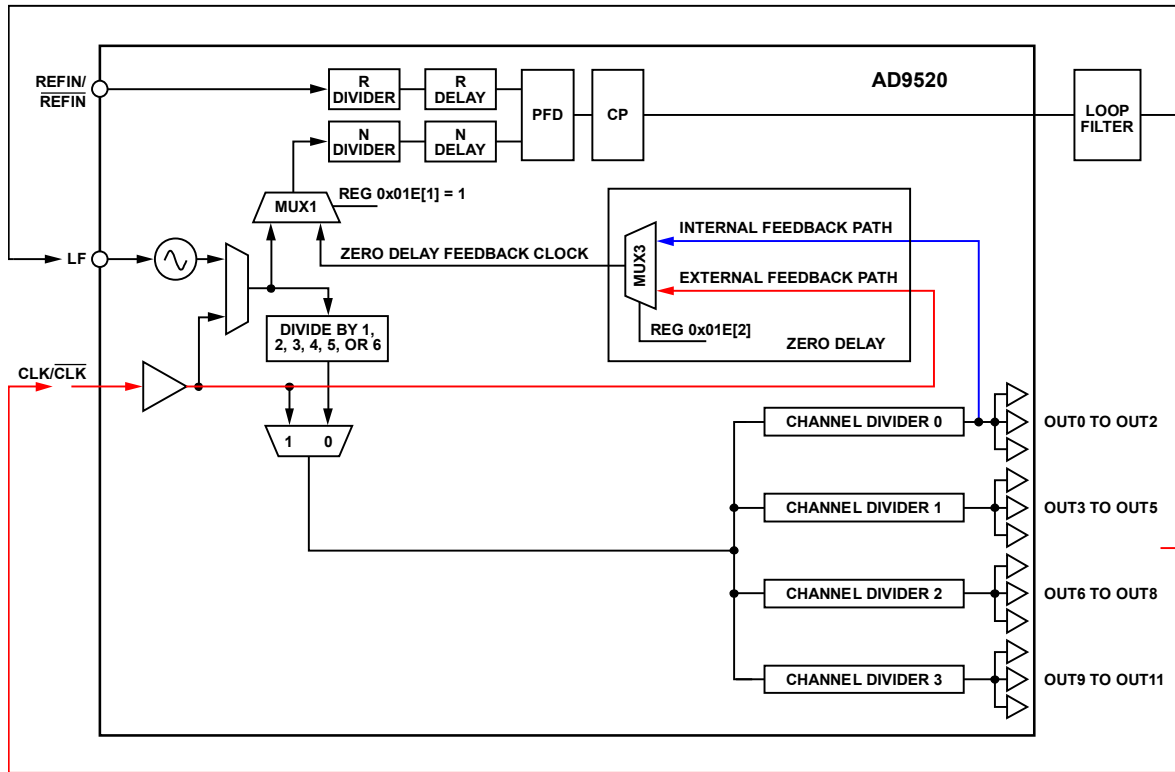 AD9520
REFIN/
REFIN
R
DIVIDER
R
DELAY
PFD
CP
LOOP
FILTER
N
DIVIDER
N
DELAY
REG 0x01E[1] = 1
MUX1
INTERNAL FEEDBACK PATH
LF
ZERO DELAY FEEDBACK CLOCK
MUX3
EXTERNAL FEEDBACK PATH
DIVIDE BY 1,
2, 3, 4, 5, OR 6
REG 0x01E[2]
ZERO DELAY
CLK/CLK
1 0
CHANNEL DIVIDER 0
OUT0 TO OUT2
CHANNEL DIVIDER 1
OUT3 TO OUT5
CHANNEL DIVIDER 2
OUT6 TO OUT8
CHANNEL DIVIDER 3
OUT9 TO OUT11